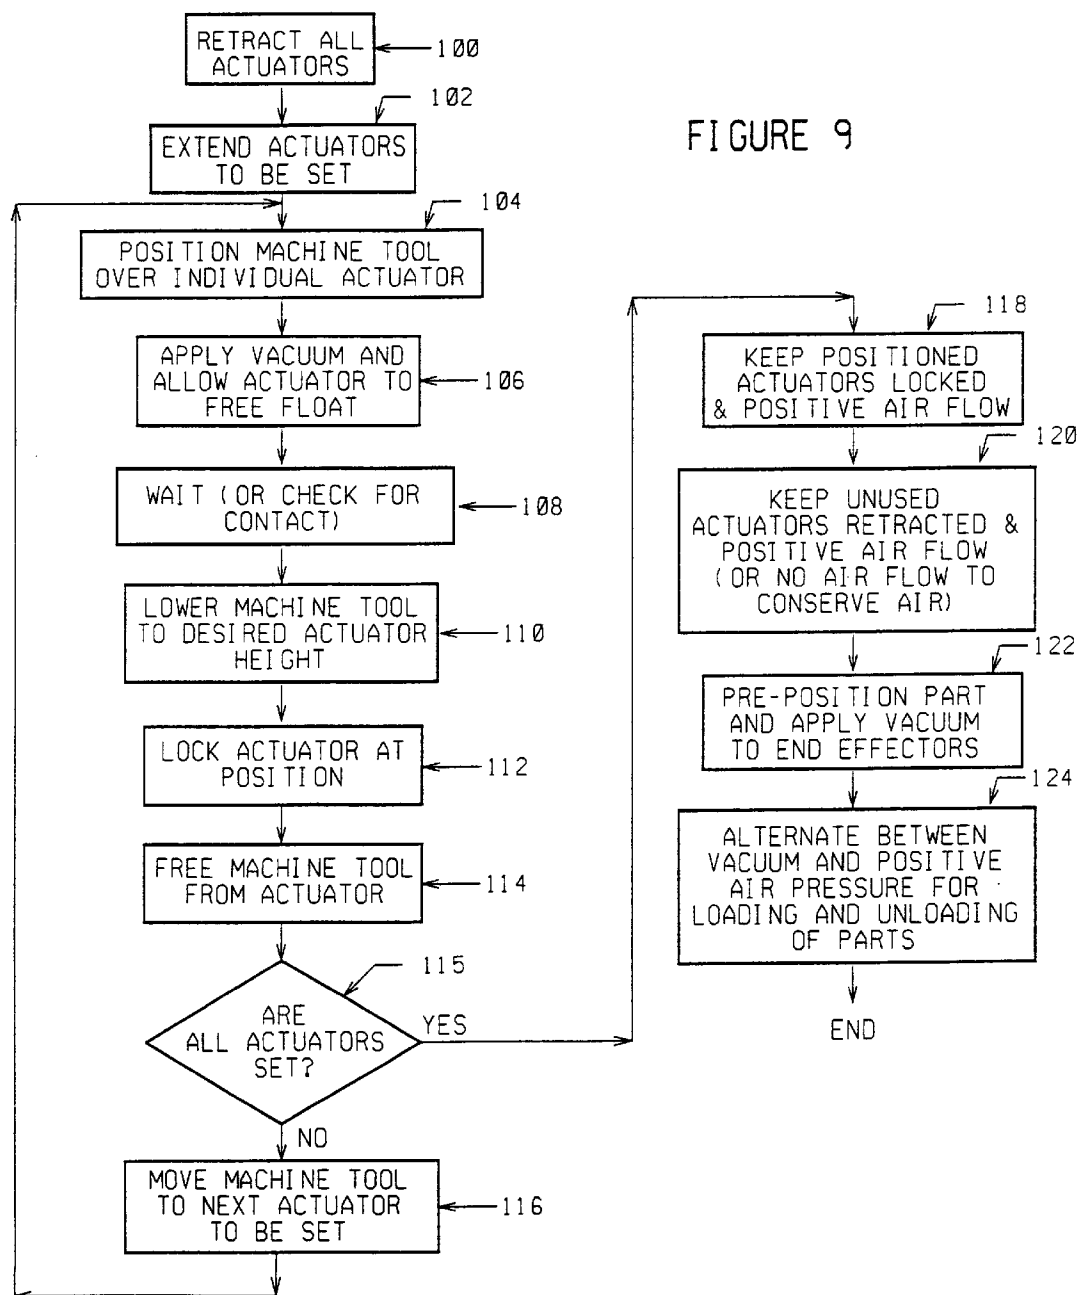 FIGURE 9
RETRACT ALL
ACTUATORS
100
102
EXTEND ACTUATORS
TO BE SET
104
POSITION MACHINE TOOL
OVER INDIVIDUAL ACTUATOR
APPLY VACUUM AND
ALLOW ACTUATOR TO
FREE FLOAT
106
WAIT (OR CHECK FOR
CONTACT)
108
LOWER MACHINE TOOL
TO DESIRED ACTUATOR
HEIGHT
110
LOCK ACTUATOR AT
POSITION
112
FREE MACHINE TOOL
FROM ACTUATOR
114
115
ARE
ALL ACTUATORS
SET?
YES
NO
MOVE MACHINE TOOL
TO NEXT ACTUATOR
TO BE SET
116
118
KEEP POSITIONED
ACTUATORS LOCKED
& POSITIVE AIR FLOW
120
KEEP UNUSED
ACTUATORS RETRACTED &
POSITIVE AIR FLOW
(OR NO AIR FLOW TO
CONSERVE AIR)
122
PRE-POSITION PART
AND APPLY VACUUM
TO END EFFECTORS
124
ALTERNATE BETWEEN
VACUUM AND POSITIVE
AIR PRESSURE FOR
LOADING AND UNLOADING
OF PARTS
END